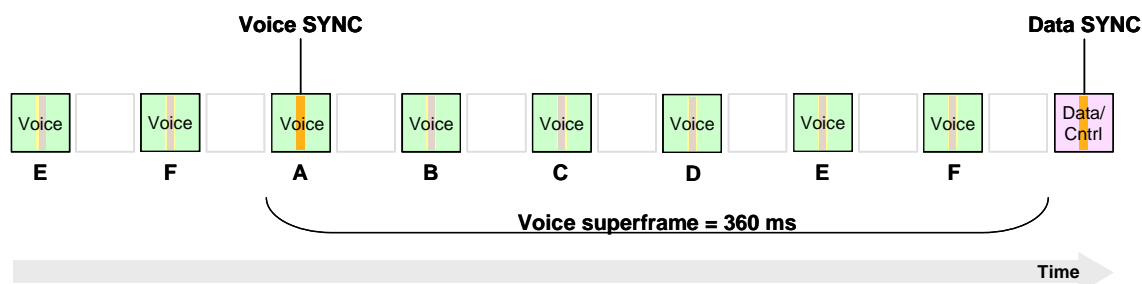 Voice SYNC
Data SYNC
Voice
Voice
Voice
Voice
Voice
Voice
Voice
Voice
Data/
Cntrl
E
F
A
B
C
D
E
F
Voice superframe = 360 ms
Time